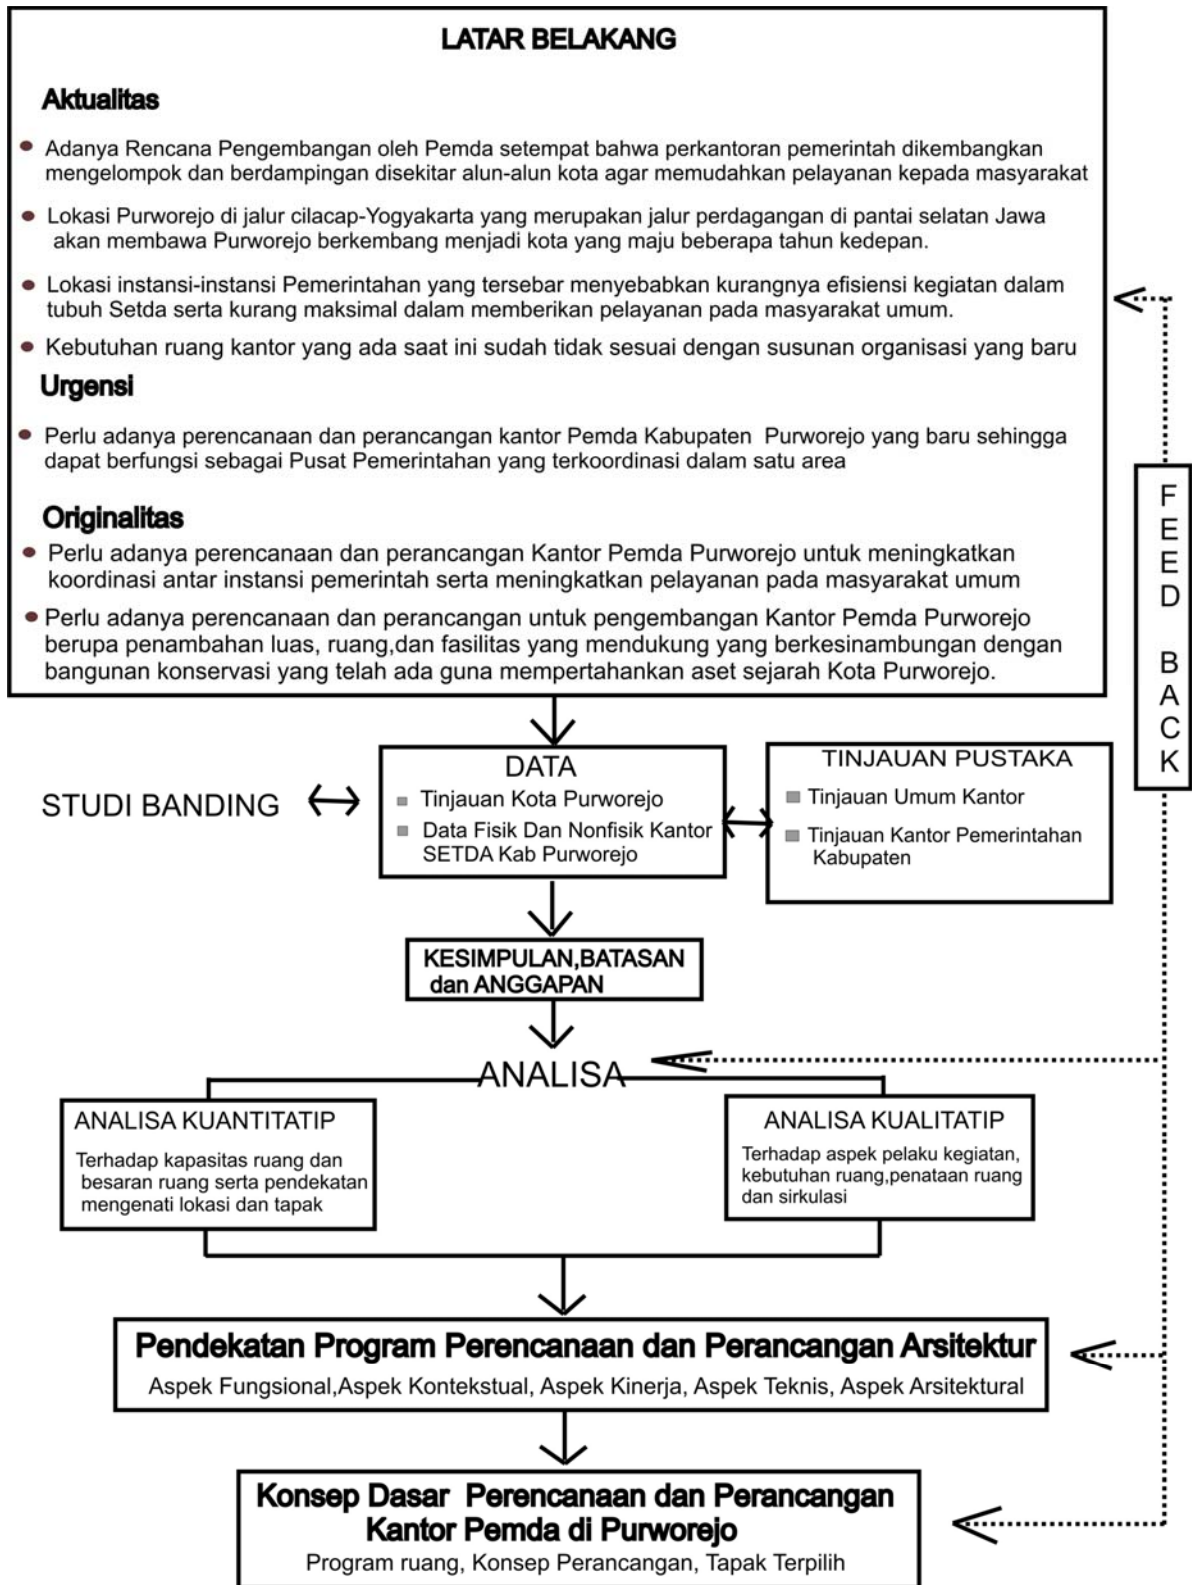 LATAR BELAKANG
Aktualitas
Adanya Rencana Pengembangan oleh Pemda setempat bahwa perkantoran pemerintah dikembangkan
mengelompok dan berdampingan disekitar alun-alun kota agar memudahkan pelayanan kepada masyarakat
Lokasi Purworejo di jalur cilacap-Yogyakarta yang merupakan jalur perdagangan di pantai selatan Jawa
akan membawa Purworejo berkembang menjadi kota yang maju beberapa tahun kedepan.
Lokasi instansi-instansi Pemerintahan yang tersebar menyebabkan kurangnya efisiensi kegiatan dalam
tubuh Setda serta kurang maksimal dalam memberikan pelayanan pada masyarakat umum.
Kebutuhan ruang kantor yang ada saat ini sudah tidak sesuai dengan susunan organisasi yang baru
Urgensi
Perlu adanya perencanaan dan perancangan kantor Pemda Kabupaten Purworejo yang baru sehingga
dapat berfungsi sebagai Pusat Pemerintahan yang terkoordinasi dalam satu area
Originalitas
Perlu adanya perencanaan dan perancangan Kantor Pemda Purworejo untuk meningkatkan
koordinasi antar instansi pemerintah serta meningkatkan pelayanan pada masyarakat umum
Perlu adanya perencanaan dan perancangan untuk pengembangan Kantor Pemda Purworejo
berupa penambahan luas, ruang,dan fasilitas yang mendukung yang berkesinambungan dengan
bangunan konservasi yang telah ada guna mempertahankan aset sejarah Kota Purworejo.
FEED BACK
STUDI BANDING
DATA
Tinjauan Kota Purworejo
Data Fisik Dan Nonfisik Kantor
SETDA Kab Purworejo
TINJAUAN PUSTAKA
Tinjauan Umum Kantor
Tinjauan Kantor Pemerintahan
Kabupaten
KESIMPULAN,BATASAN
dan ANGGAPAN
ANALISA
ANALISA KUANTITATIP
Terhadap kapasitas ruang dan
besaran ruang serta pendekatan
mengenati lokasi dan tapak
ANALISA KUALITATIP
Terhadap aspek pelaku kegiatan,
kebutuhan ruang,penataan ruang
dan sirkulasi
Pendekatan Program Perencanaan dan Perancangan Arsitektur
Aspek Fungsional,Aspek Kontekstual, Aspek Kinerja, Aspek Teknis, Aspek Arsitektural
Konsep Dasar Perencanaan dan Perancangan
Kantor Pemda di Purworejo
Program ruang, Konsep Perancangan, Tapak Terpilih